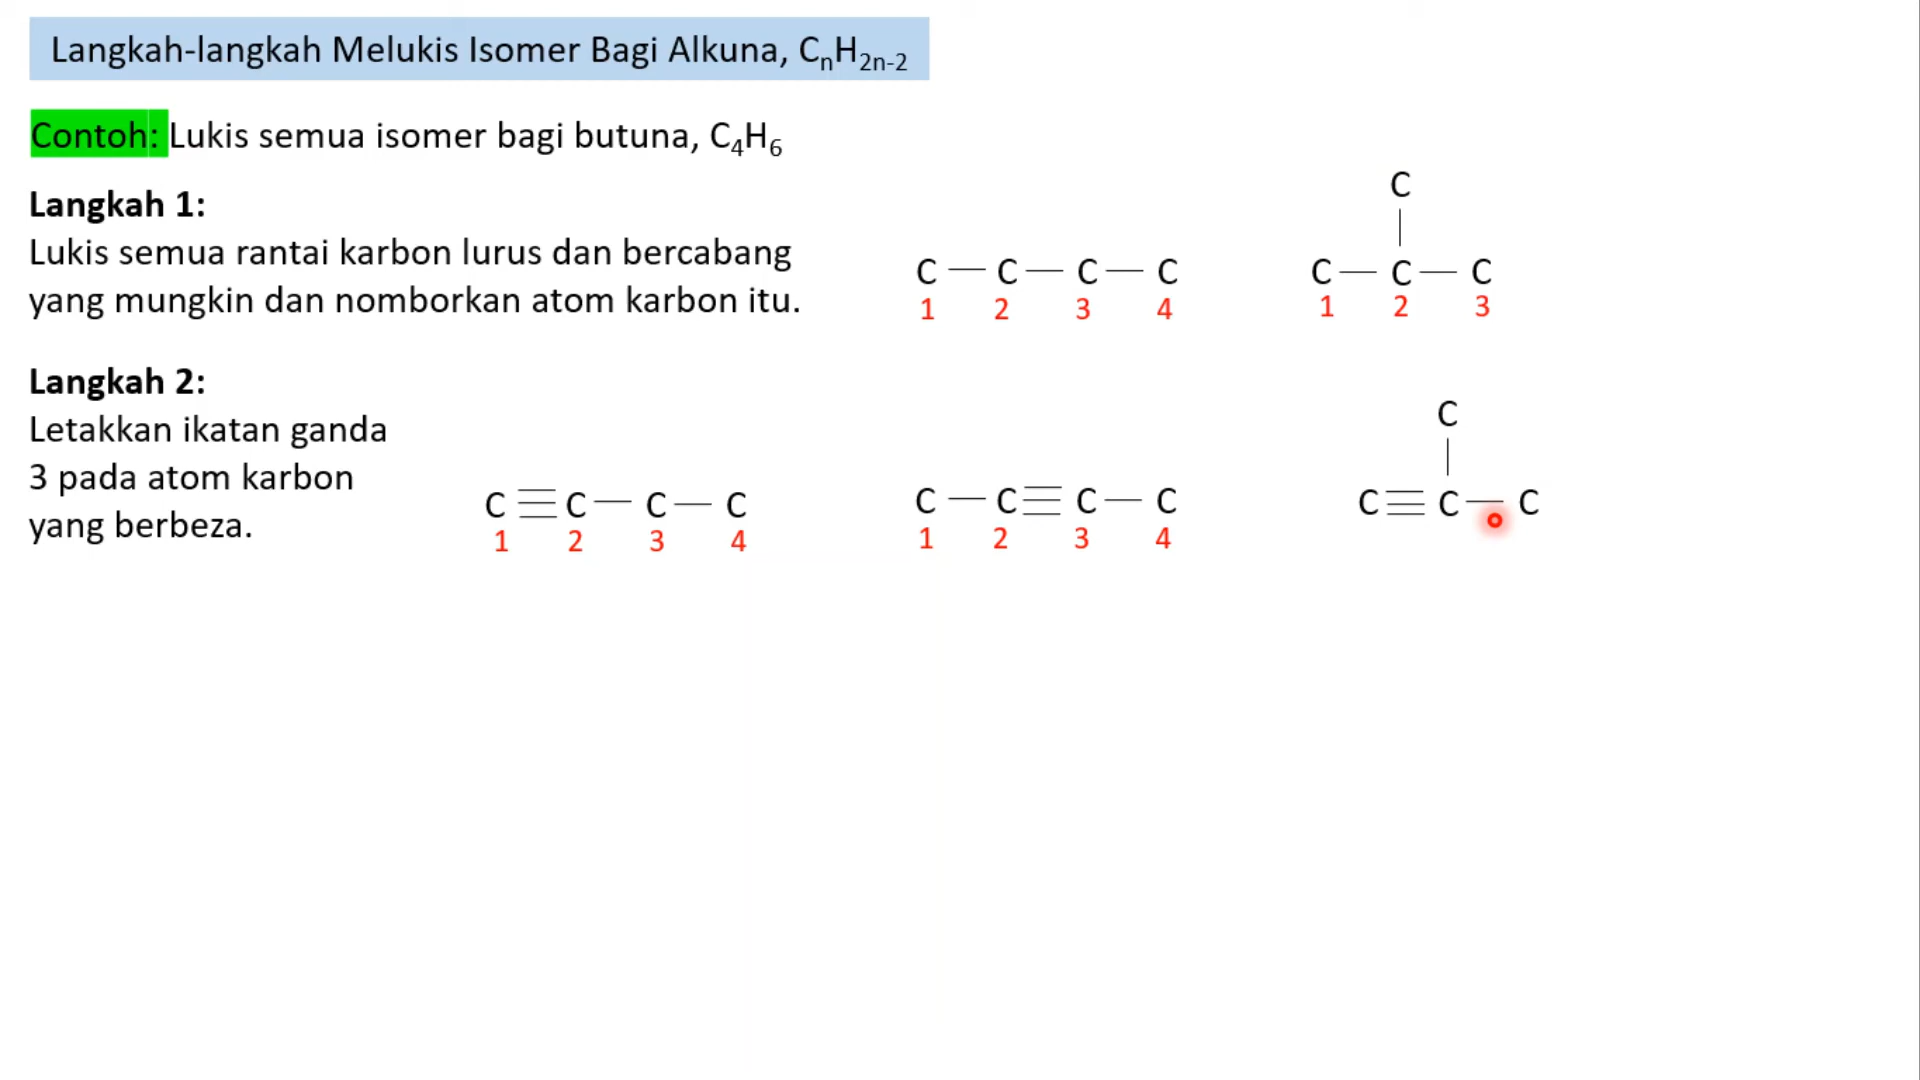 Langkah-langkah Melukis Isomer Bagi Alkuna, CₙH₂ₙ₋₂
Contoh: Lukis semua isomer bagi butuna, C₄H₆
Langkah 1:
Lukis semua rantai karbon lurus dan bercabang
yang mungkin dan nomborkan atom karbon itu.
C — C — C — C
1 2 3 4
C
|
C — C — C
1 2 3
Langkah 2:
Letakkan ikatan ganda
3 pada atom karbon
yang berbeza.
C ≡ C — C — C
1 2 3 4
C — C ≡ C — C
1 2 3 4
C
|
C ≡ C — C